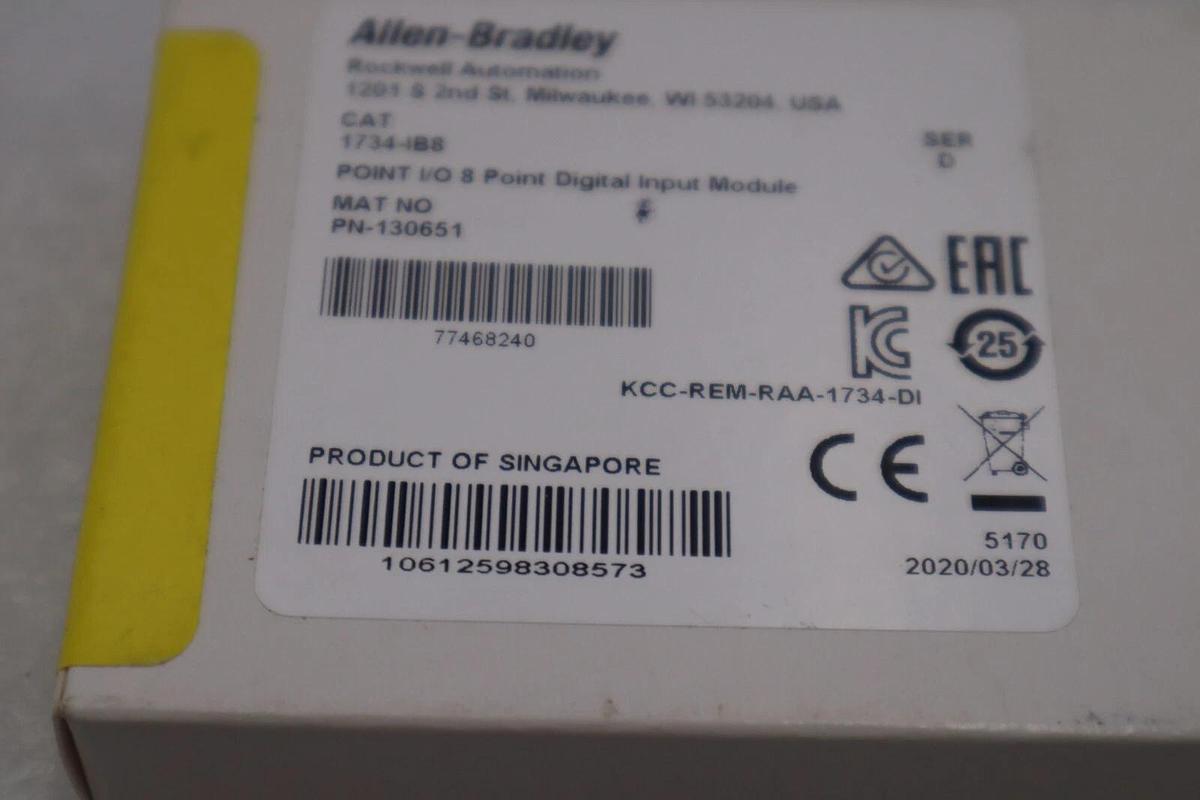 Allen-Bradley
Rockwell Automation
1201 S 2nd St. Milwaukee, WI 53204, USA
CAT
1734-IB8
SER
D
POINT I/O 8 Point Digital Input Module
MAT NO
PN-130651
77468240
EAC
KC
25
KCC-REM-RAA-1734-DI
PRODUCT OF SINGAPORE
CE
10612598308573
5170
2020/03/28